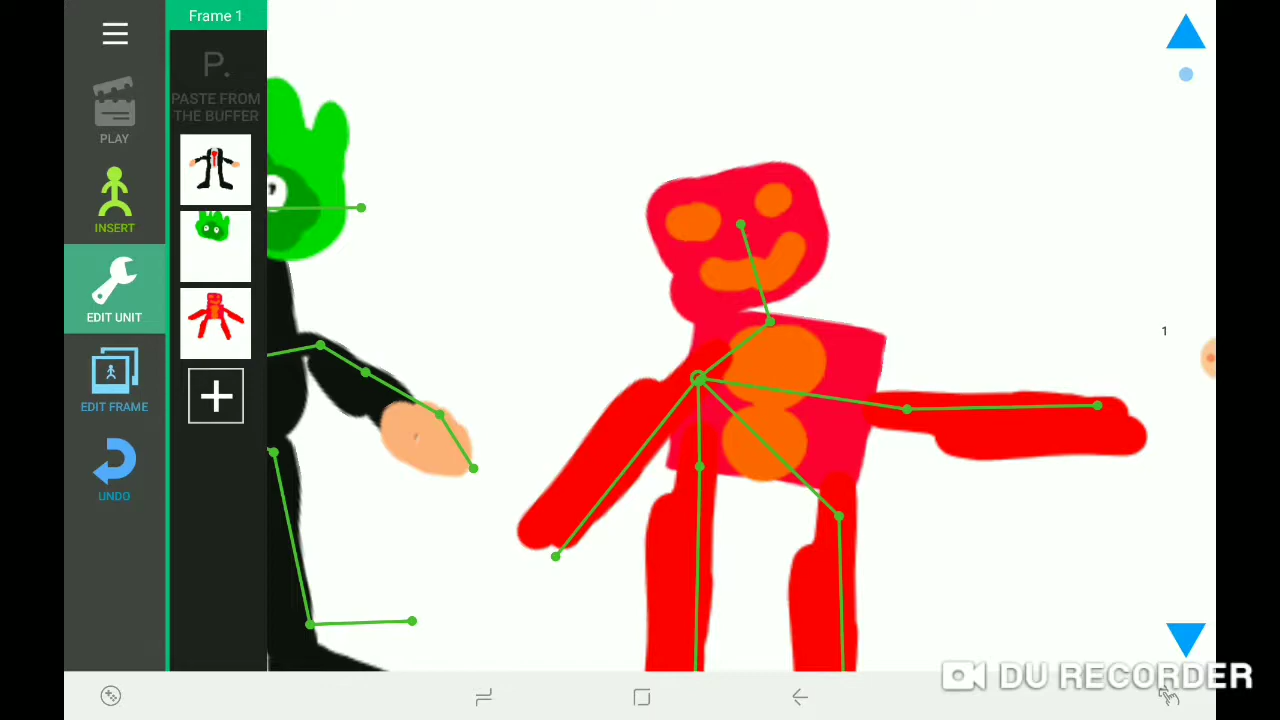 Frame 1
PLAY
P.
PASTE FROM
THE BUFFER
INSERT
EDIT UNIT
EDIT FRAME
UNDO
1
DU RECORDER